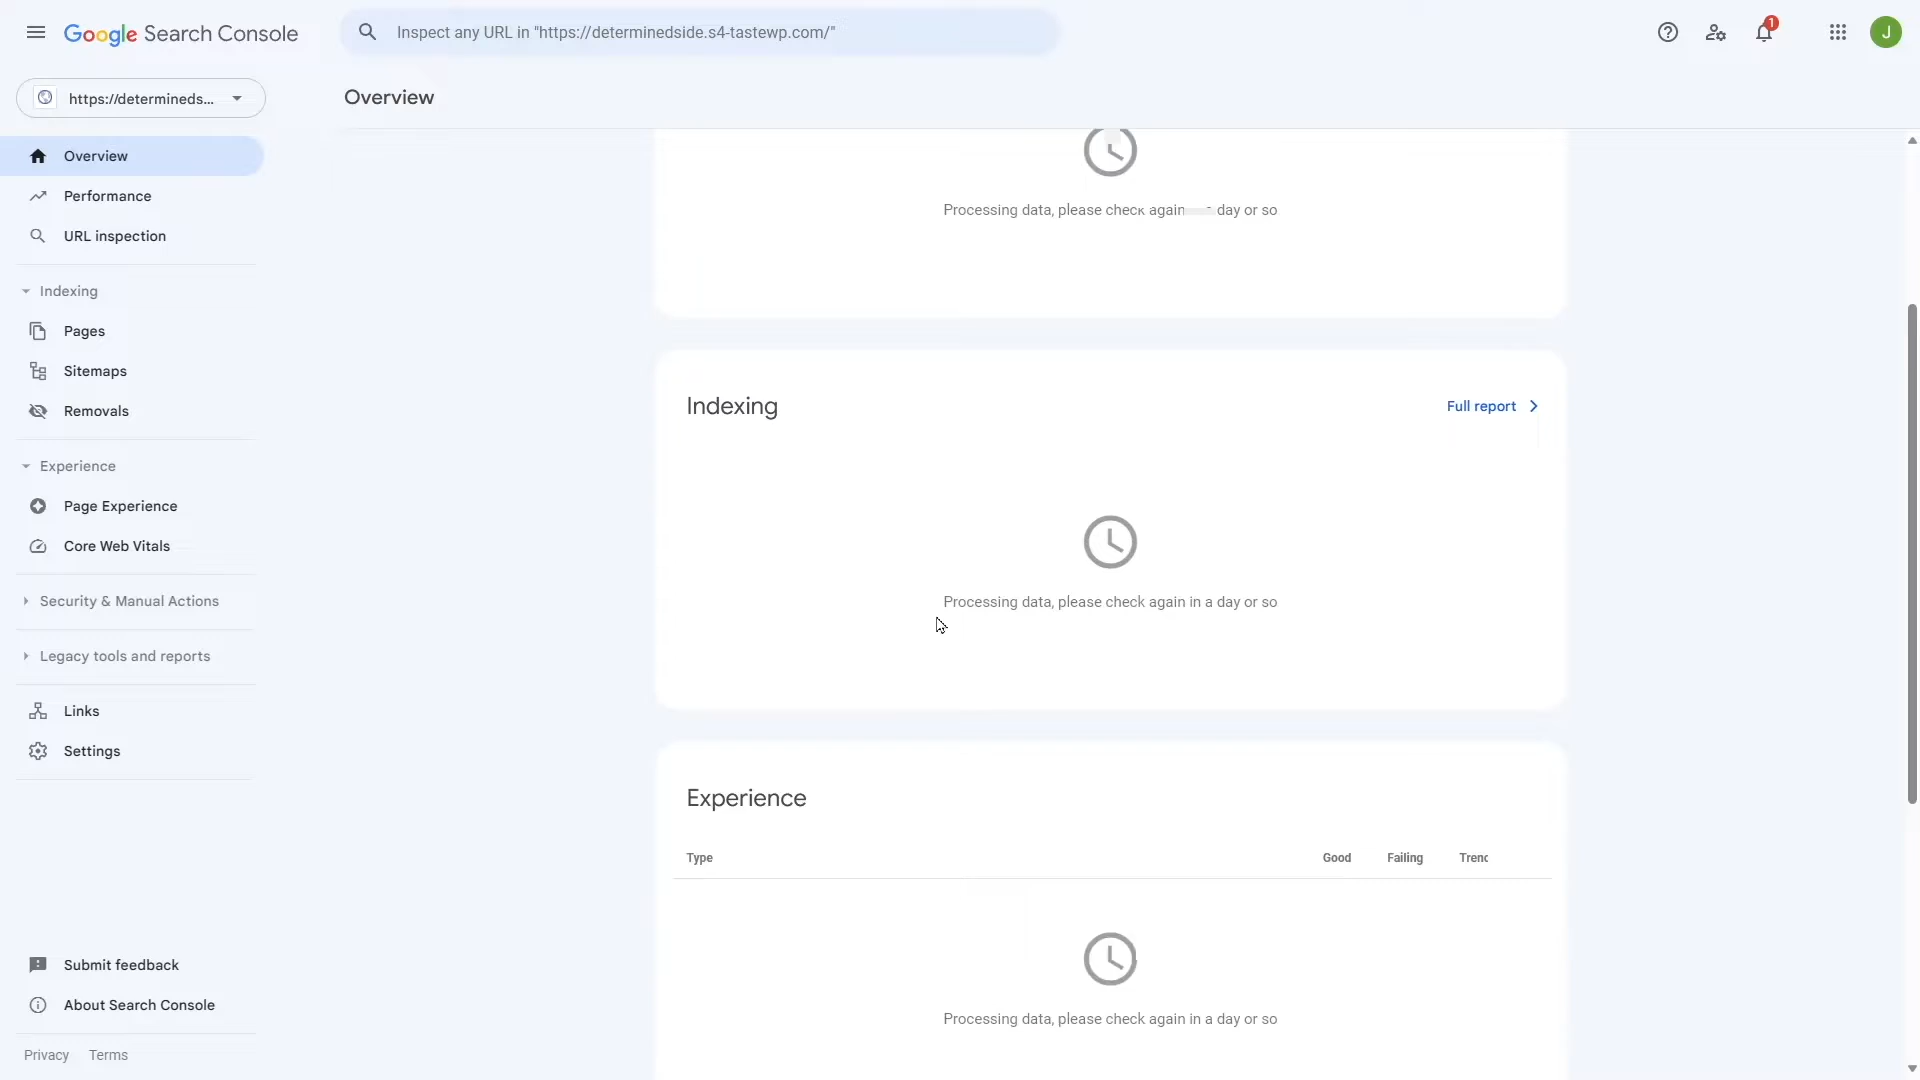 Google Search Console
Inspect any URL in "https://determinedside.s4-tastewp.com/"
1
J
https://determineds...
Overview
Overview
Performance
URL inspection
Indexing
Pages
Sitemaps
Removals
Experience
Page Experience
Core Web Vitals
Security & Manual Actions
Legacy tools and reports
Links
Settings
Submit feedback
About Search Console
Privacy Terms
Processing data, please check again day or so
Indexing
Full report
Processing data, please check again in a day or so
Experience
Type Good Failing Trend
Processing data, please check again in a day or so